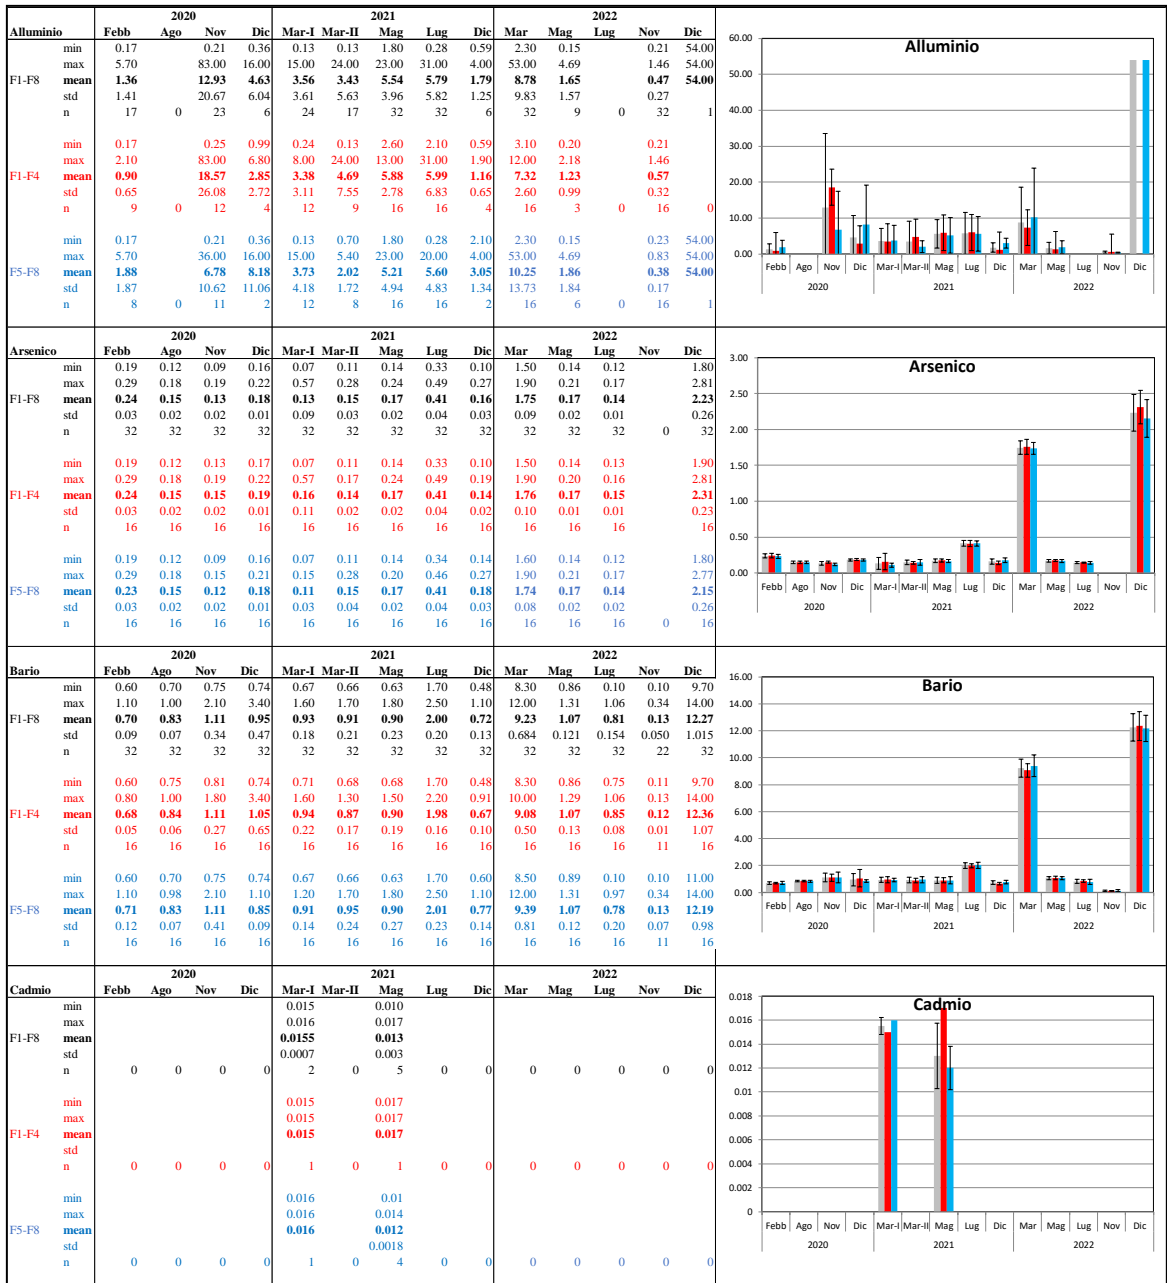 2020 2021 2022
Alluminio Febb Ago Nov Dic Mar-I Mar-II Mag Lug Dic Mar Mag Lug Nov Dic
min 0.17 0.21 0.36 0.13 0.13 1.80 0.28 0.59 2.30 0.15 0.21 54.00
max 5.70 83.00 16.00 15.00 24.00 23.00 31.00 4.00 53.00 4.69 1.46 54.00
F1-F8 mean 1.36 12.93 4.63 3.56 3.43 5.54 5.79 1.79 8.78 1.65 0.47 54.00
std 1.41 20.67 6.04 3.61 5.63 3.96 5.82 1.25 9.83 1.57 0.27
n 17 0 23 6 24 17 32 32 6 32 9 0 32 1
min 0.17 0.25 0.99 0.24 0.13 2.60 2.10 0.59 3.10 0.20 0.21
max 2.10 83.00 6.80 8.00 24.00 13.00 31.00 1.90 12.00 2.18 1.46
F1-F4 mean 0.90 18.57 2.85 3.38 4.69 5.88 5.99 1.16 7.32 1.23 0.57
std 0.65 26.08 2.72 3.11 7.55 2.78 6.83 0.65 2.60 0.99 0.32
n 9 0 12 4 12 9 16 16 4 16 3 0 16 0
min 0.17 0.21 0.36 0.13 0.70 1.80 0.28 2.10 2.30 0.15 0.23 54.00
max 5.70 36.00 16.00 15.00 5.40 23.00 20.00 4.00 53.00 4.69 0.83 54.00
F5-F8 mean 1.88 6.78 8.18 3.73 2.02 5.21 5.60 3.05 10.25 1.86 0.38 54.00
std 1.87 10.62 11.06 4.18 1.72 4.94 4.83 1.34 13.73 1.84 0.17
n 8 0 11 2 12 8 16 16 2 16 6 0 16 1
Alluminio
60.00
50.00
40.00
30.00
20.00
10.00
0.00
Febb Ago Nov Dic Mar-I Mar-II Mag Lug Dic Mar Mag Lug Nov Dic
2020 2021 2022
2020 2021 2022
Arsenico Febb Ago Nov Dic Mar-I Mar-II Mag Lug Dic Mar Mag Lug Nov Dic
min 0.19 0.12 0.09 0.16 0.07 0.11 0.14 0.33 0.10 1.50 0.14 0.12 1.80
max 0.29 0.18 0.19 0.22 0.57 0.28 0.24 0.49 0.27 1.90 0.21 0.17 2.81
F1-F8 mean 0.24 0.15 0.13 0.18 0.13 0.15 0.17 0.41 0.16 1.75 0.17 0.14 2.23
std 0.03 0.02 0.02 0.01 0.09 0.03 0.02 0.04 0.03 0.09 0.02 0.01 0.26
n 32 32 32 32 32 32 32 32 32 32 32 32 0 32
min 0.19 0.12 0.13 0.17 0.07 0.11 0.14 0.33 0.10 1.50 0.14 0.13 1.90
max 0.29 0.18 0.19 0.22 0.57 0.17 0.24 0.49 0.19 1.90 0.20 0.16 2.81
F1-F4 mean 0.24 0.15 0.15 0.19 0.16 0.14 0.17 0.41 0.14 1.76 0.17 0.15 2.31
std 0.03 0.02 0.02 0.01 0.11 0.02 0.02 0.04 0.02 0.10 0.01 0.01 0.23
n 16 16 16 16 16 16 16 16 16 16 16 16 16
min 0.19 0.12 0.09 0.16 0.07 0.11 0.14 0.34 0.14 1.60 0.14 0.12 1.80
max 0.29 0.18 0.15 0.21 0.15 0.28 0.20 0.46 0.27 1.90 0.21 0.17 2.77
F5-F8 mean 0.23 0.15 0.12 0.18 0.11 0.15 0.17 0.41 0.18 1.74 0.17 0.14 2.15
std 0.03 0.02 0.02 0.01 0.03 0.04 0.02 0.04 0.03 0.08 0.02 0.02 0.26
n 16 16 16 16 16 16 16 16 16 16 16 16 0 16
Arsenico
3.00
2.50
2.00
1.50
1.00
0.50
0.00
Febb Ago Nov Dic Mar-I Mar-II Mag Lug Dic Mar Mag Lug Nov Dic
2020 2021 2022
2020 2021 2022
Bario Febb Ago Nov Dic Mar-I Mar-II Mag Lug Dic Mar Mag Lug Nov Dic
min 0.60 0.70 0.75 0.74 0.67 0.66 0.63 1.70 0.48 8.30 0.86 0.10 0.10 9.70
max 1.10 1.00 2.10 3.40 1.60 1.70 1.80 2.50 1.10 12.00 1.31 1.06 0.34 14.00
F1-F8 mean 0.70 0.83 1.11 0.95 0.93 0.91 0.90 2.00 0.72 9.23 1.07 0.81 0.13 12.27
std 0.09 0.07 0.34 0.47 0.18 0.21 0.23 0.20 0.13 0.684 0.121 0.154 0.050 1.015
n 32 32 32 32 32 32 32 32 32 32 32 32 22 32
min 0.60 0.75 0.81 0.74 0.71 0.68 0.68 1.70 0.48 8.30 0.86 0.75 0.11 9.70
max 0.80 1.00 1.80 3.40 1.60 1.30 1.50 2.20 0.91 10.00 1.29 1.06 0.13 14.00
F1-F4 mean 0.68 0.84 1.11 1.05 0.94 0.87 0.90 1.98 0.67 9.08 1.07 0.85 0.12 12.36
std 0.05 0.06 0.27 0.65 0.22 0.17 0.19 0.16 0.10 0.50 0.13 0.08 0.01 1.07
n 16 16 16 16 16 16 16 16 16 16 16 16 11 16
min 0.60 0.70 0.75 0.74 0.67 0.66 0.63 1.70 0.60 8.50 0.89 0.10 0.10 11.00
max 1.10 0.98 2.10 1.10 1.20 1.70 1.80 2.50 1.10 12.00 1.31 0.97 0.34 14.00
F5-F8 mean 0.71 0.83 1.11 0.85 0.91 0.95 0.90 2.01 0.77 9.39 1.07 0.78 0.13 12.19
std 0.12 0.07 0.41 0.09 0.14 0.24 0.27 0.23 0.14 0.81 0.12 0.20 0.07 0.98
n 16 16 16 16 16 16 16 16 16 16 16 16 11 16
Bario
16.00
14.00
12.00
10.00
8.00
6.00
4.00
2.00
0.00
Febb Ago Nov Dic Mar-I Mar-II Mag Lug Dic Mar Mag Lug Nov Dic
2020 2021 2022
2020 2021 2022
Cadmio Febb Ago Nov Dic Mar-I Mar-II Mag Lug Dic Mar Mag Lug Nov Dic
min 0.015 0.010
max 0.016 0.017
F1-F8 mean 0.0155 0.013
std 0.0007 0.003
n 0 0 0 0 2 0 5 0 0 0 0 0 0 0
min 0.015 0.017
max 0.015 0.017
F1-F4 mean 0.015 0.017
std
n 0 0 0 0 1 0 1 0 0 0 0 0 0 0
min 0.016 0.01
max 0.016 0.014
F5-F8 mean 0.016 0.012
std 0.0018
n 0 0 0 0 1 0 4 0 0 0 0 0 0 0
Cadmio
0.018
0.016
0.014
0.012
0.01
0.008
0.006
0.004
0.002
0
Febb Ago Nov Dic Mar-I Mar-II Mag Lug Dic Mar Mag Lug Nov Dic
2020 2021 2022